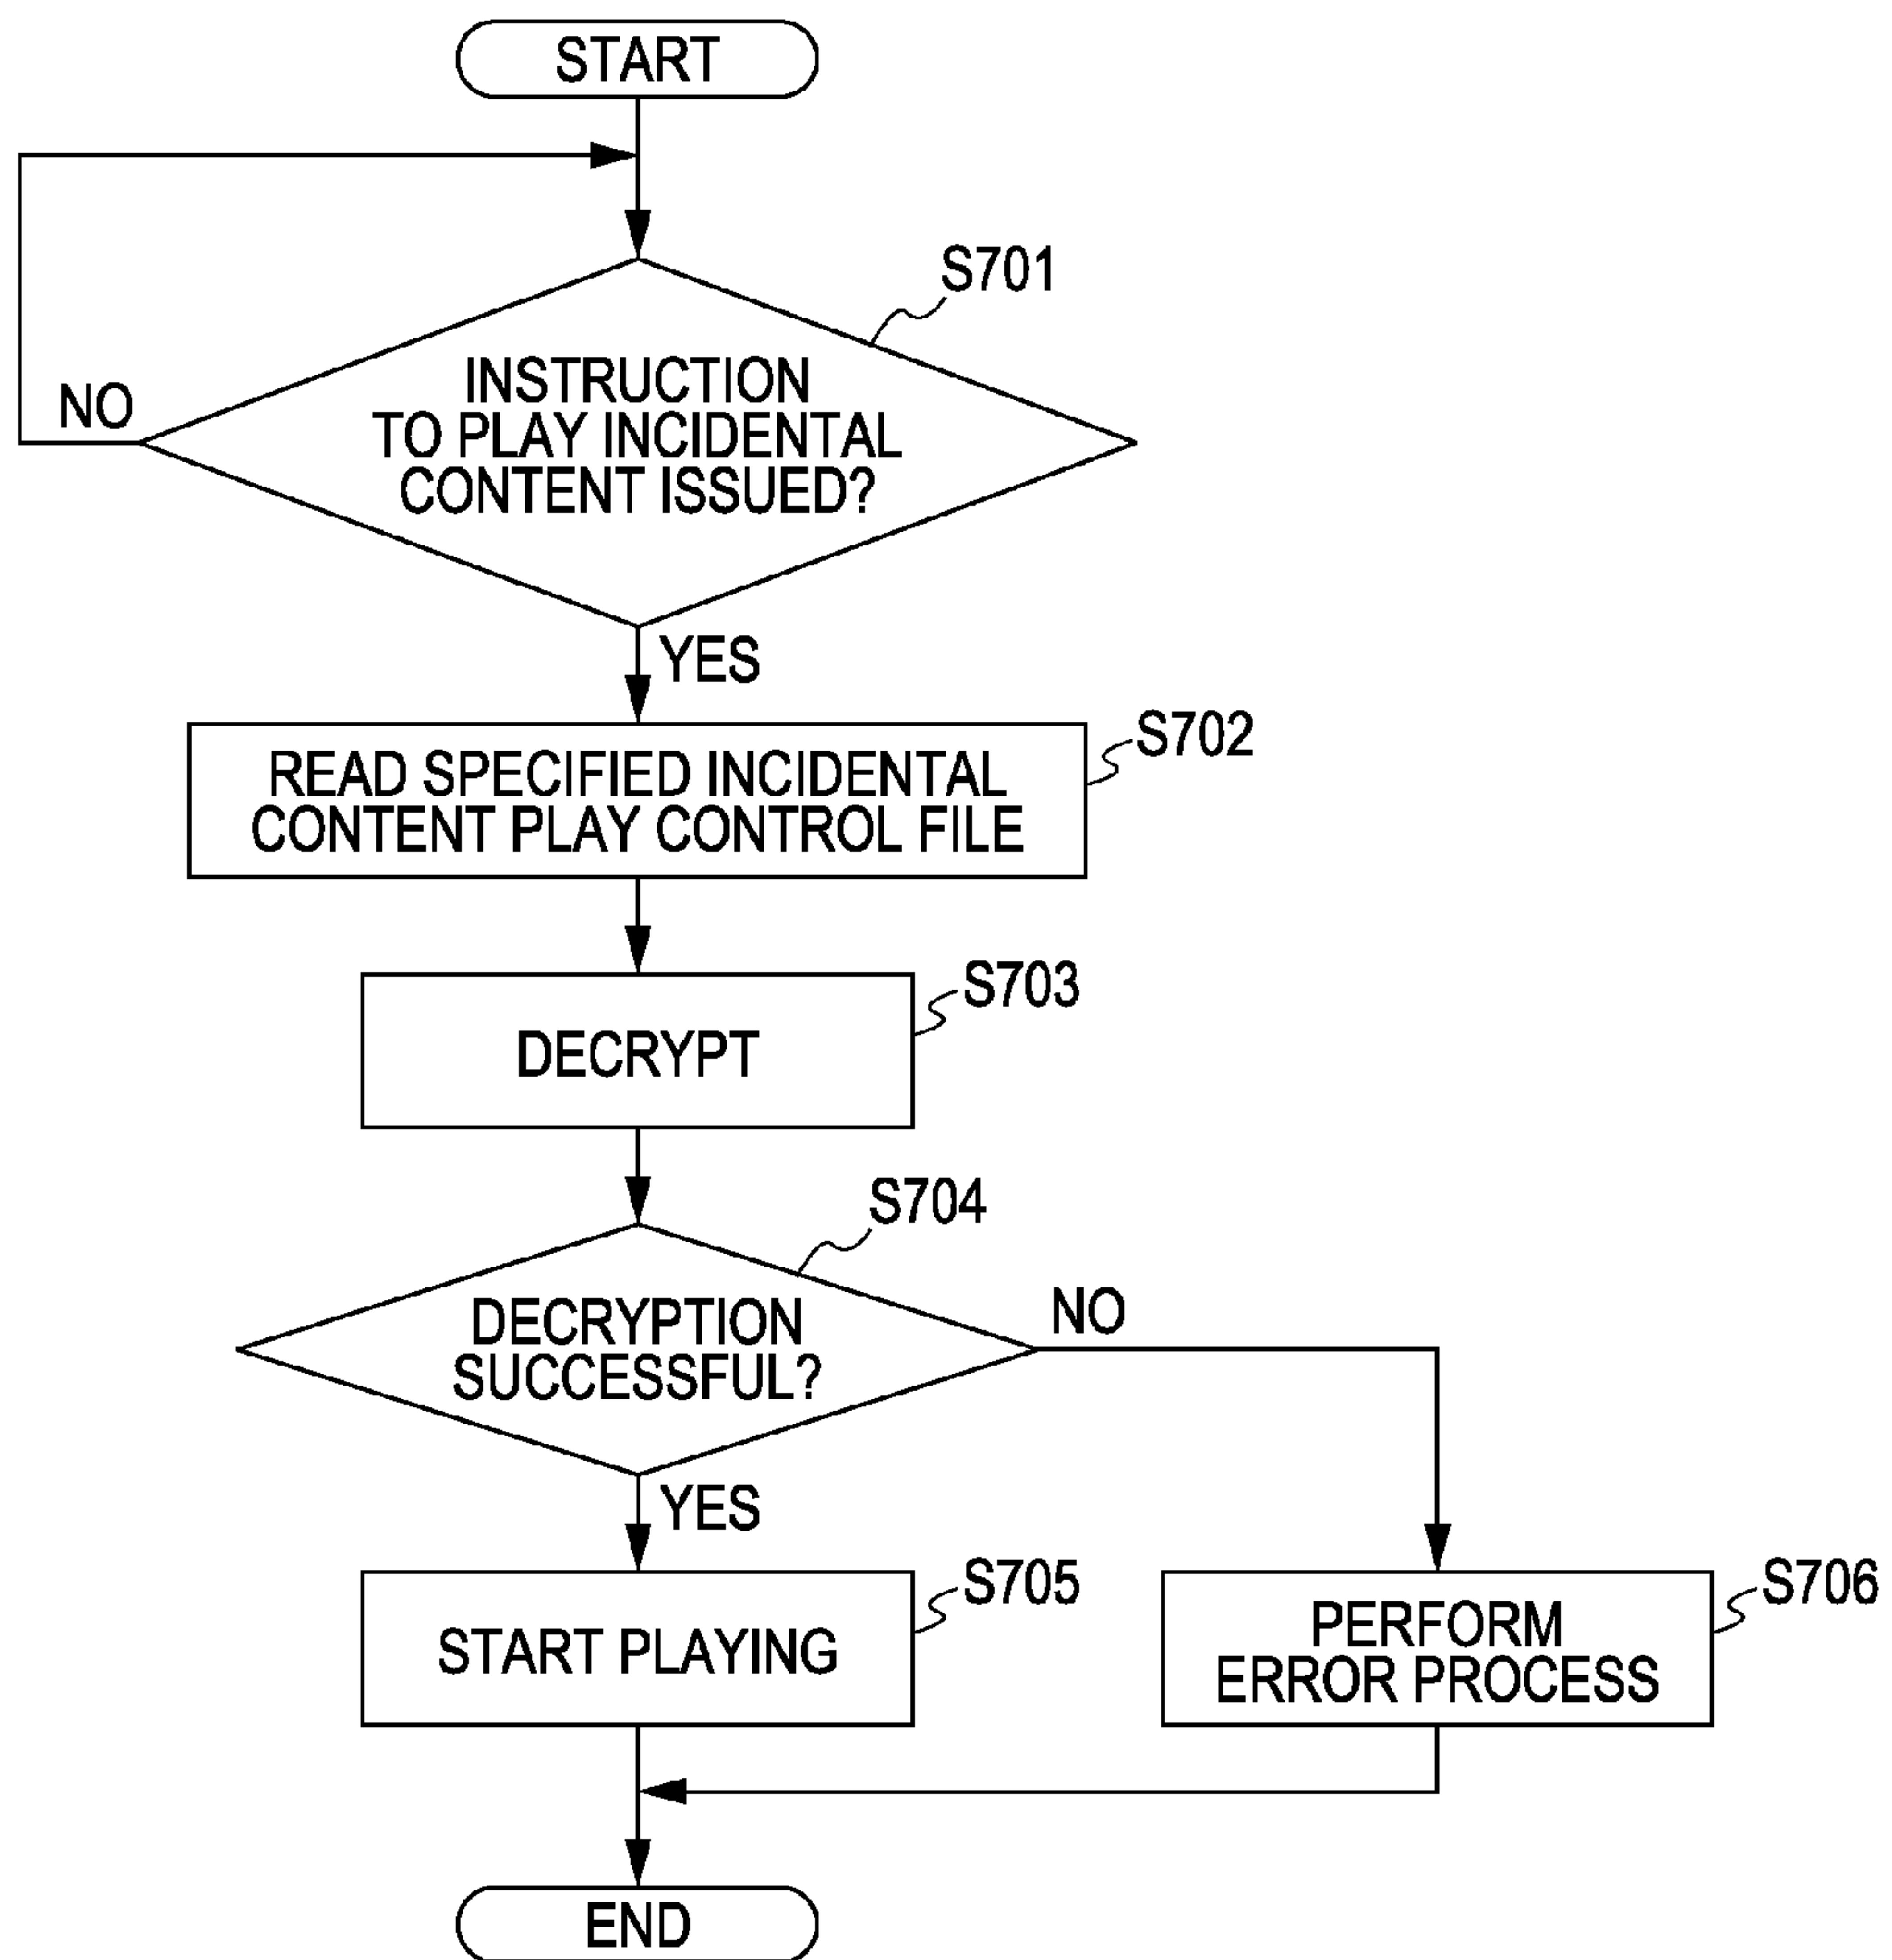 START
S701
INSTRUCTION
TO PLAY INCIDENTAL
CONTENT ISSUED?
NO
YES
S702
READ SPECIFIED INCIDENTAL
CONTENT PLAY CONTROL FILE
S703
DECRYPT
S704
DECRYPTION
SUCCESSFUL?
NO
YES
S705
START PLAYING
S706
PERFORM
ERROR PROCESS
END